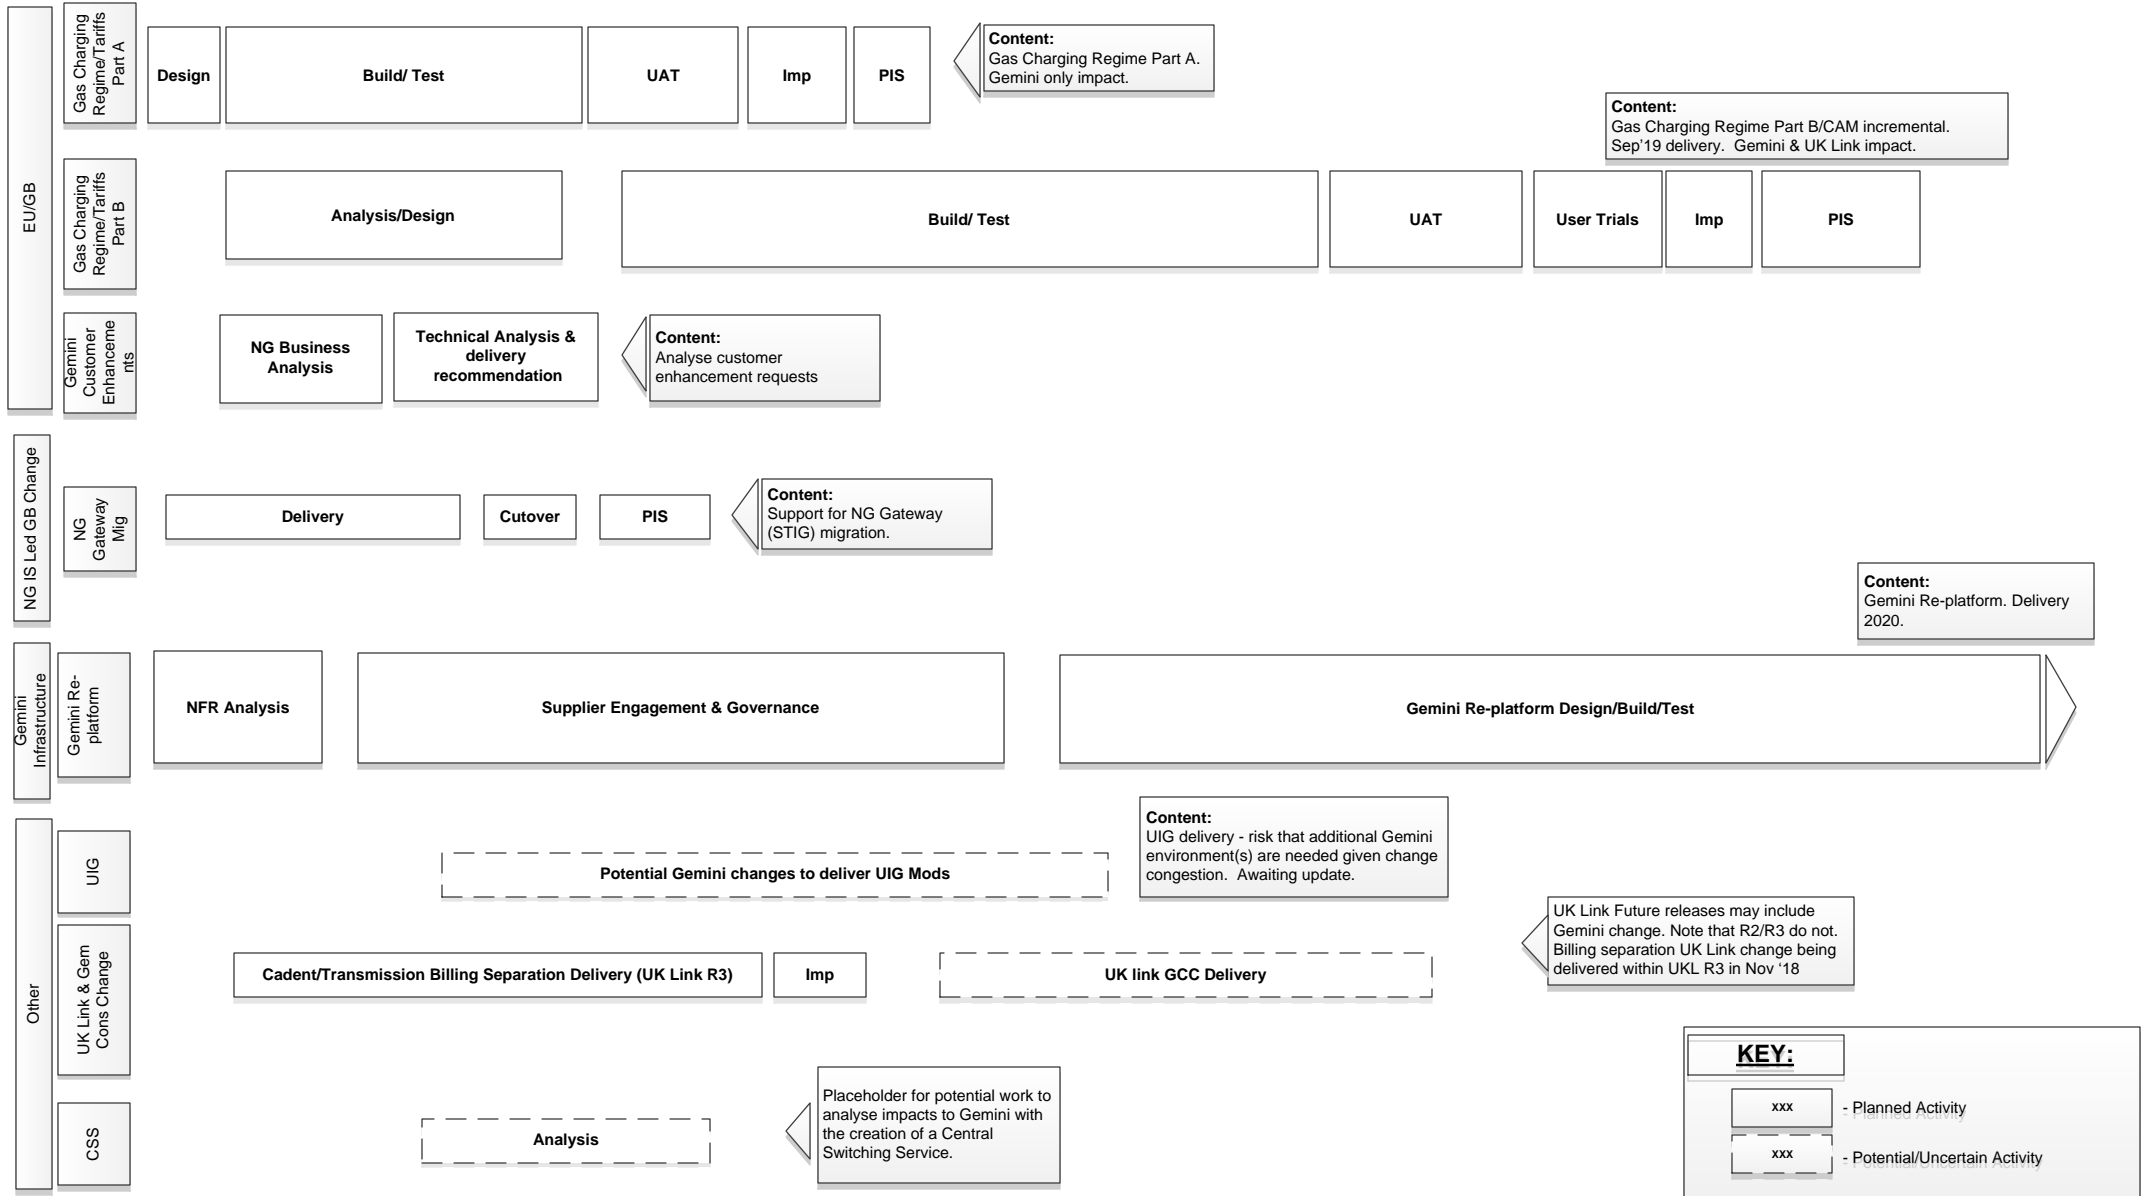 EU/GB
Gas Charging
Regime/Tariffs
Part A
Design
Build/ Test
UAT
Imp
PIS
Content:
Gas Charging Regime Part A.
Gemini only impact.
Content:
Gas Charging Regime Part B/CAM incremental.
Sep’19 delivery.  Gemini & UK Link impact.
Gas Charging
Regime/Tariffs
Part B
Analysis/Design
Build/ Test
UAT
User Trials
Imp
PIS
Gemini
Customer
Enhanceme
nts
NG Business
Analysis
Technical Analysis &
delivery
recommendation
Content:
Analyse customer
enhancement requests
NG IS Led GB Change
NG
Gateway
Mig
Delivery
Cutover
PIS
Content:
Support for NG Gateway
(STIG) migration.
Content:
Gemini Re-platform. Delivery
2020.
Gemini
Infrastructure
Gemini Re-
platform
NFR Analysis
Supplier Engagement & Governance
Gemini Re-platform Design/Build/Test
Other
UIG
Potential Gemini changes to deliver UIG Mods
Content:
UIG delivery - risk that additional Gemini
environment(s) are needed given change
congestion.  Awaiting update.
UK Link & Gem
Cons Change
Cadent/Transmission Billing Separation Delivery (UK Link R3)
Imp
UK link GCC Delivery
UK Link Future releases may include
Gemini change. Note that R2/R3 do not.
Billing separation UK Link change being
delivered within UKL R3 in Nov ‘18
CSS
Analysis
Placeholder for potential work to
analyse impacts to Gemini with
the creation of a Central
Switching Service.
KEY:
xxx
- Planned Activity
xxx
- Potential/Uncertain Activity